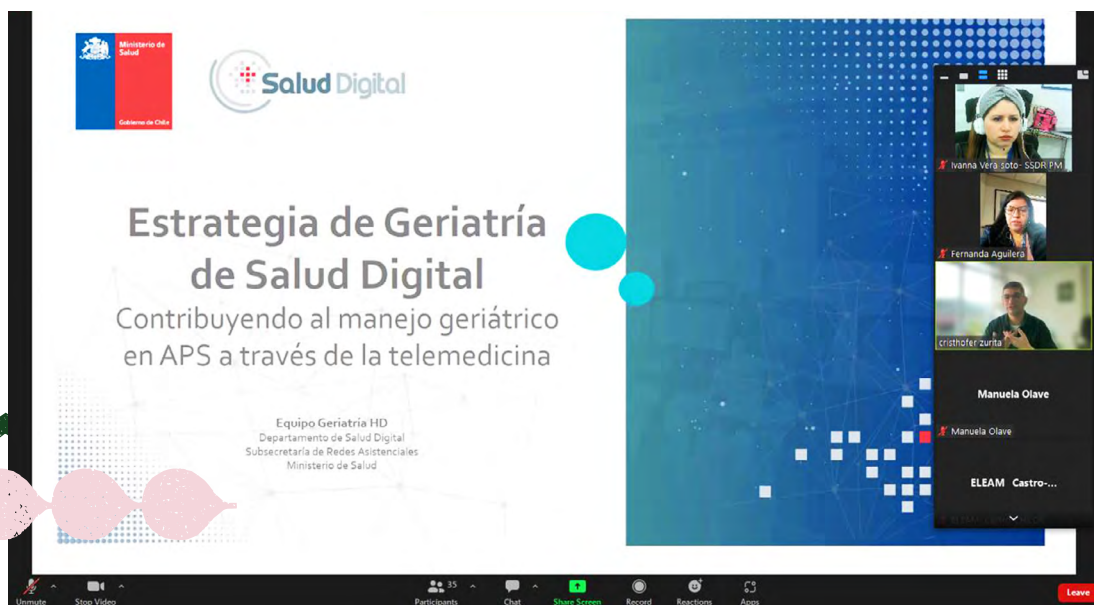 Ministerio de
Salud
Gobierno de Chile
Salud Digital
Estrategia de Geriatría
de Salud Digital
Contribuyendo al manejo geriátrico
en APS a través de la telemedicina
Equipo Geriatría HD
Departamento de Salud Digital
Subsecretaría de Redes Asistenciales
Ministerio de Salud
Ivanna Vera soto- SSDR PM
Fernanda Aguilera
cristhofer zurita
Manuela Olave
Manuela Olave
ELEAM Castro-...
Unmute
Stop Video
Participants
35
Chat
Share Screen
Record
Reactions
Apps
Leave